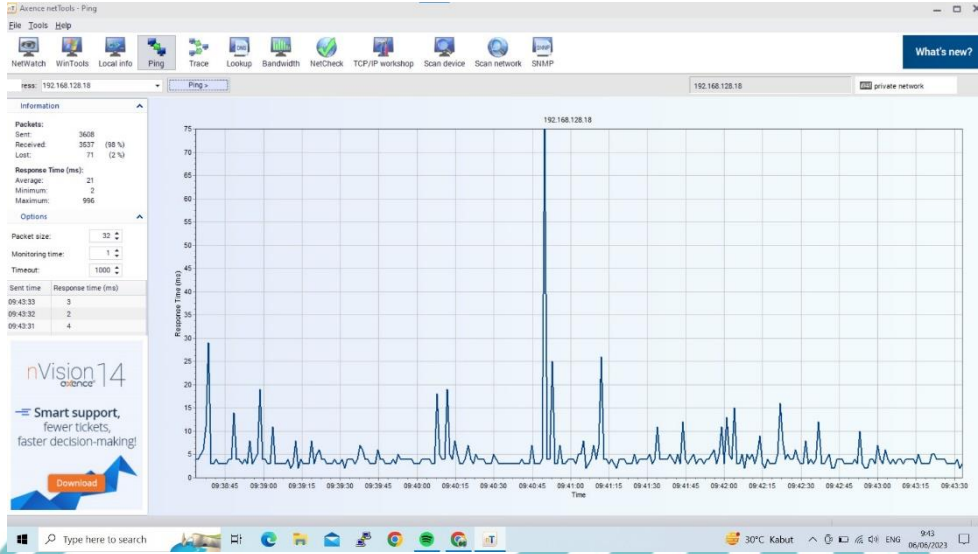 Axence netTools - Ping
File Tools Help
NetWatch WinTools Local info Ping Trace Lookup Bandwidth NetCheck TCP/IP workshop Scan device Scan network SNMP
What's new?
ress: 192.168.128.18 Ping > 192.168.128.18 private network
Information
Packets:
Sent: 3608
Received: 3537 (98 %)
Lost: 71 (2 %)
Response Time (ms):
Average: 21
Minimum: 2
Maximum: 996
Options
Packet size: 32
Monitoring time: 1
Timeout: 1000
Sent time Response time (ms)
09:43:33 3
09:43:32 2
09:43:31 4
nVision 14
axence
Smart support,
fewer tickets,
faster decision-making!
Download
192.168.128.18
75
70
65
60
55
50
45
40
35
30
25
20
15
10
5
0
Response Time (ms)
09:38:45 09:39:00 09:39:15 09:39:30 09:39:45 09:40:00 09:40:15 09:40:30 09:40:45 09:41:00 09:41:15 09:41:30 09:41:45 09:42:00 09:42:15 09:42:30 09:42:45 09:43:00 09:43:15 09:43:30
Time
Type here to search
30°C Kabut ENG 9:43
06/06/2023